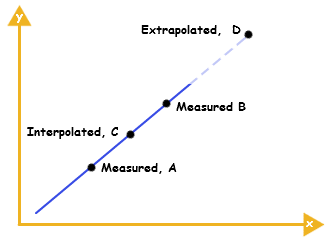 y
Extrapolated, D
Measured B
Interpolated, C
Measured, A
x